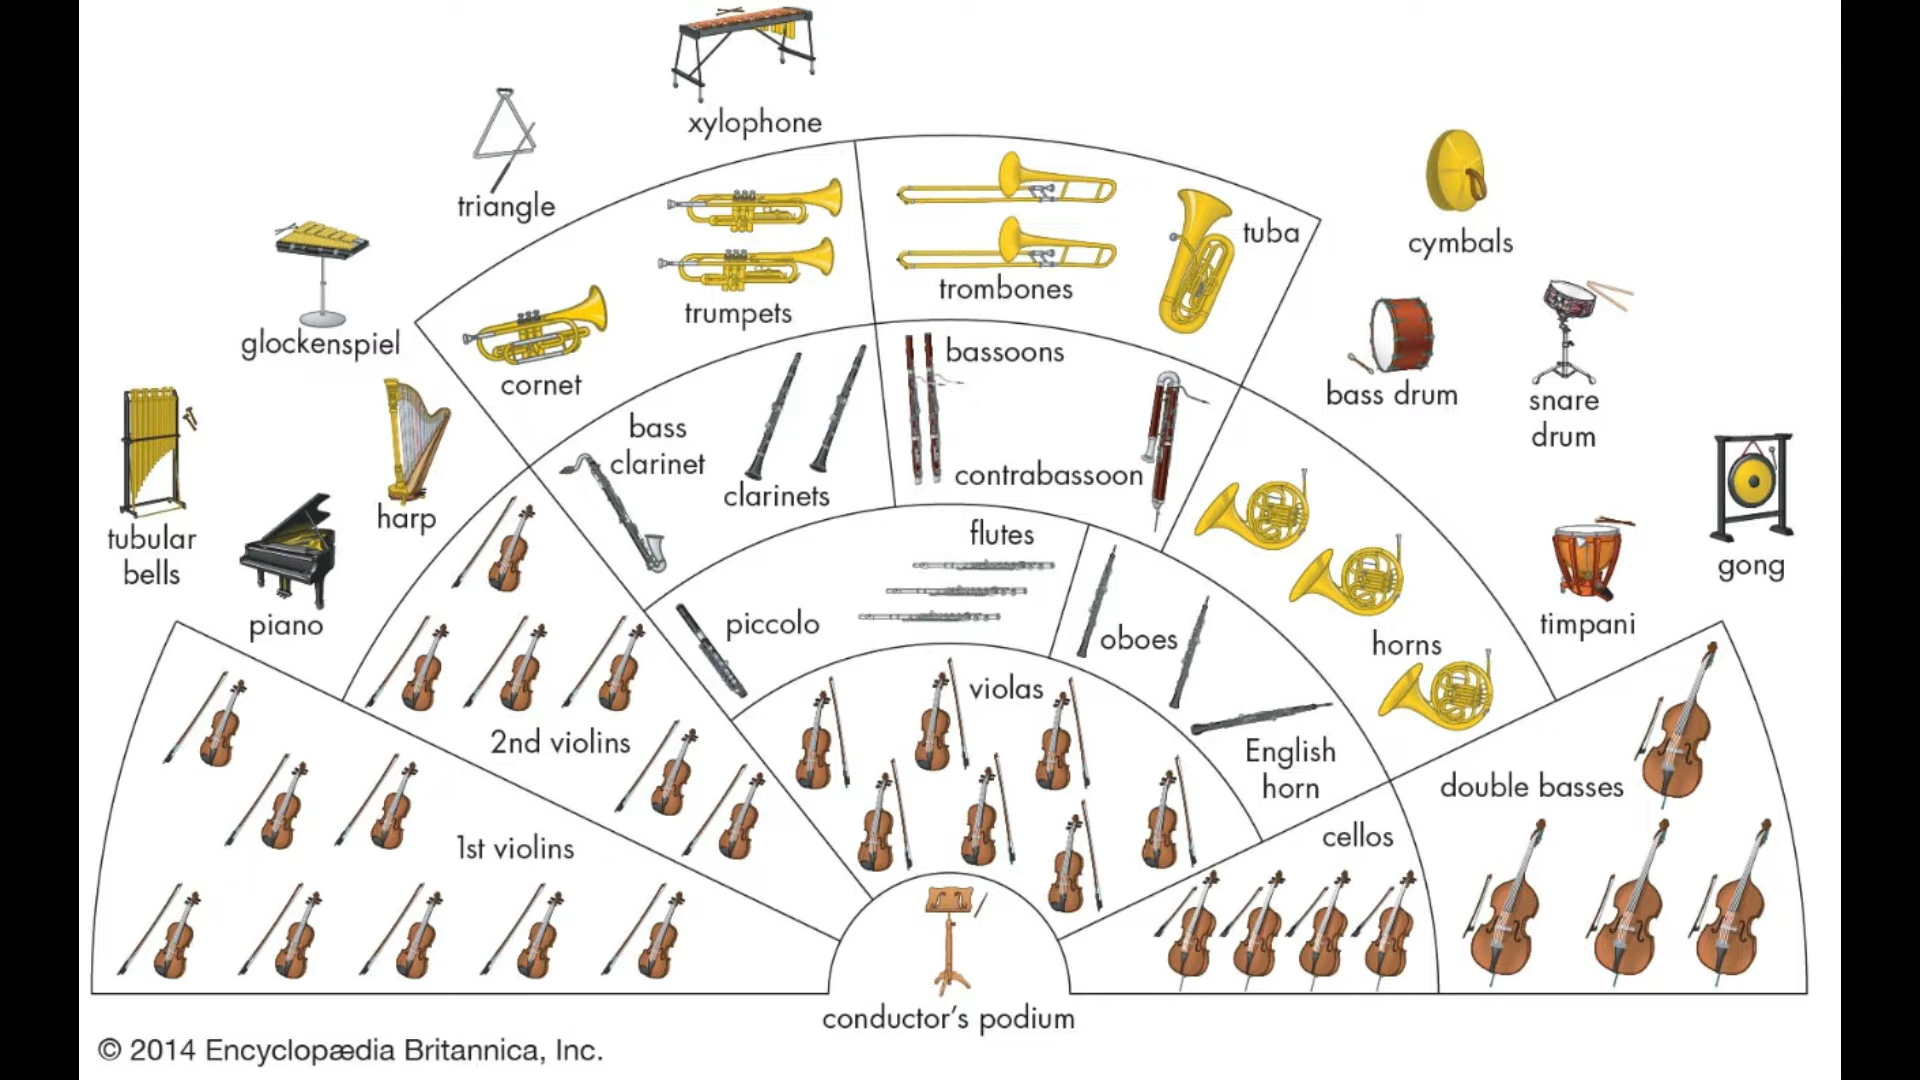 xylophone
triangle
cymbals
glockenspiel
trumpets
trombones
tuba
cornet
bass drum
snare
drum
tubular
bells
harp
piano
bass
clarinet
clarinets
bassoons
contrabassoon
gong
timpani
horns
flutes
piccolo
oboes
English
horn
violas
2nd violins
1st violins
cellos
double basses
conductor's podium
© 2014 Encyclopædia Britannica, Inc.